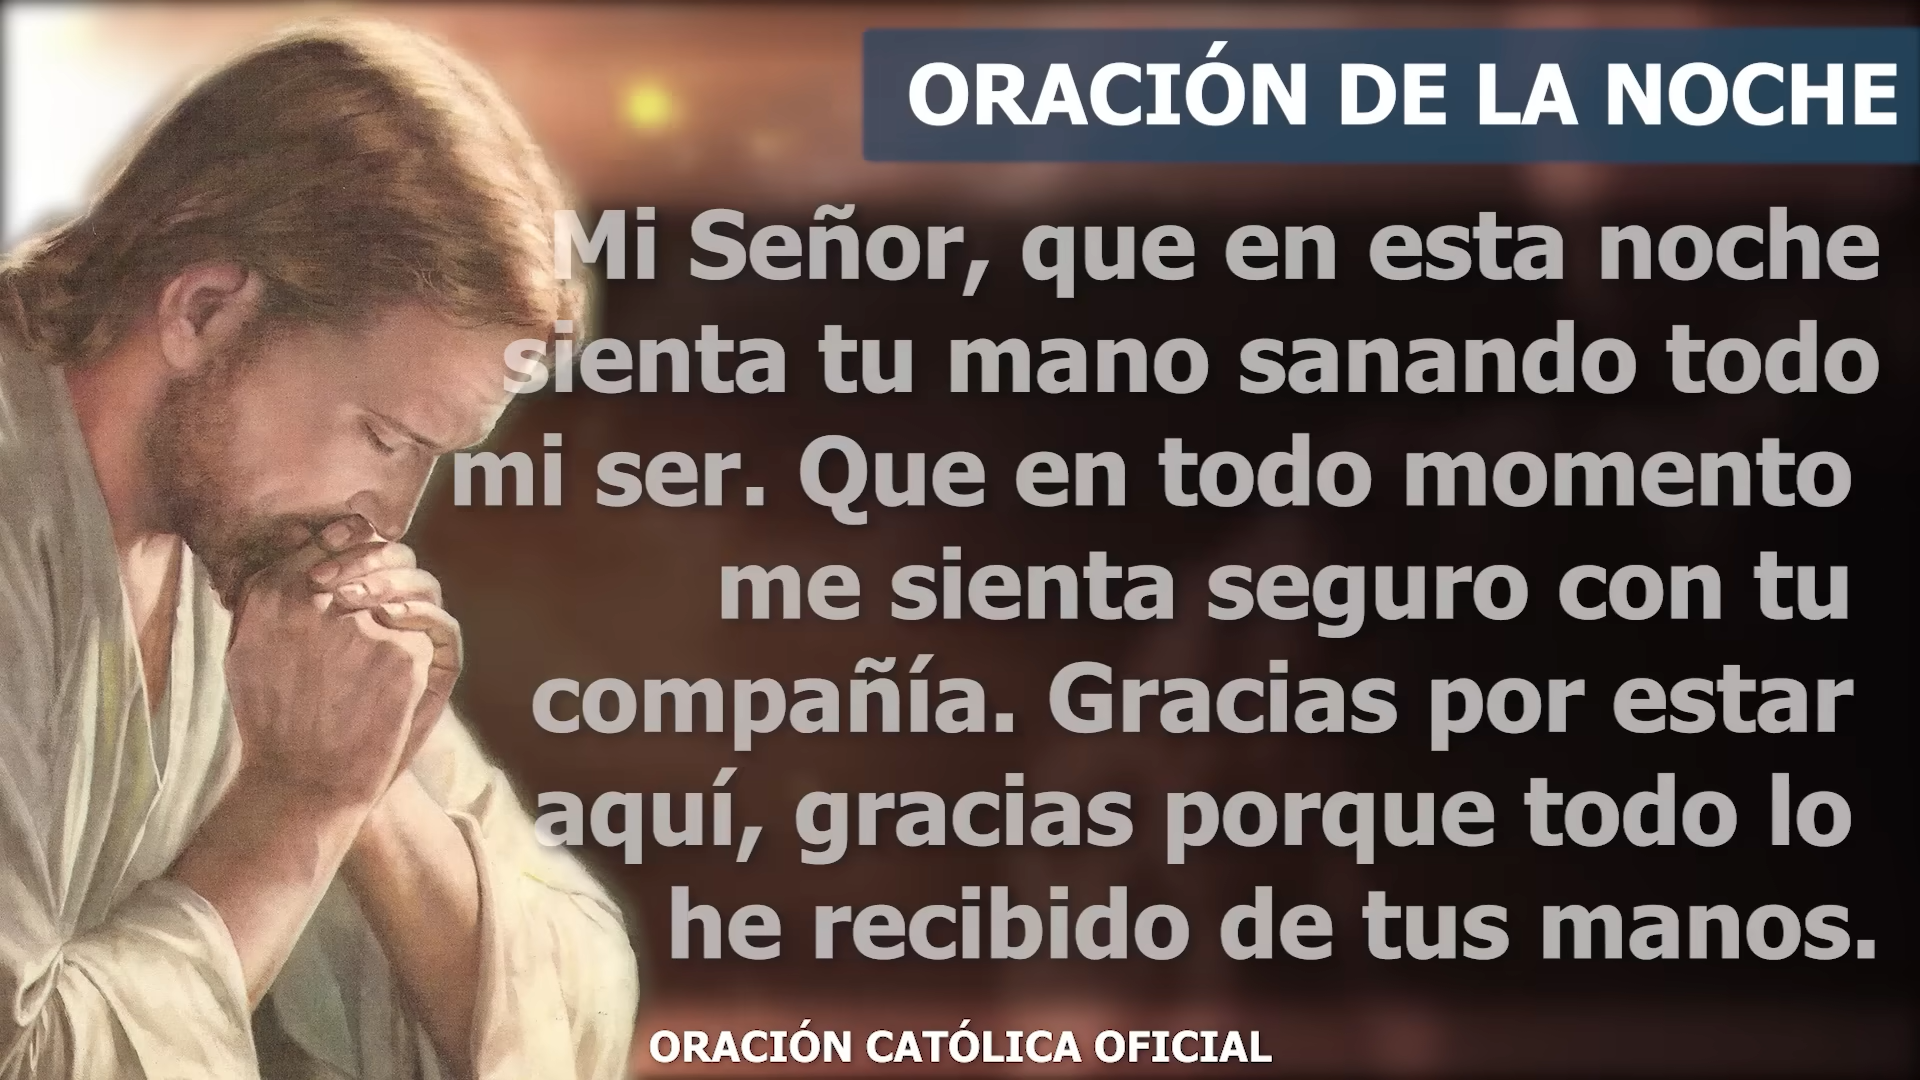 ORACIÓN DE LA NOCHE
Mi Señor, que en esta noche
sienta tu mano sanando todo
mi ser. Que en todo momento
me sienta seguro con tu
compañía. Gracias por estar
aquí, gracias porque todo lo
he recibido de tus manos.
ORACIÓN CATÓLICA OFICIAL